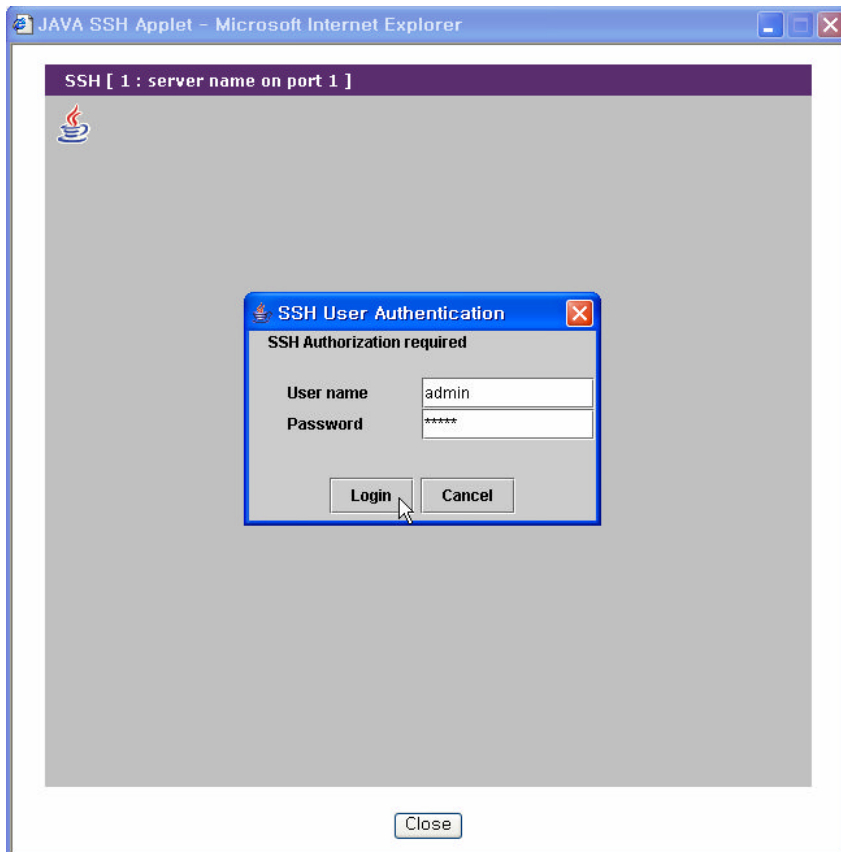 JAVA SSH Applet - Microsoft Internet Explorer
SSH [ 1 : server name on port 1 ]
SSH User Authentication
SSH Authorization required
User name admin
Password *****
Login Cancel
Close